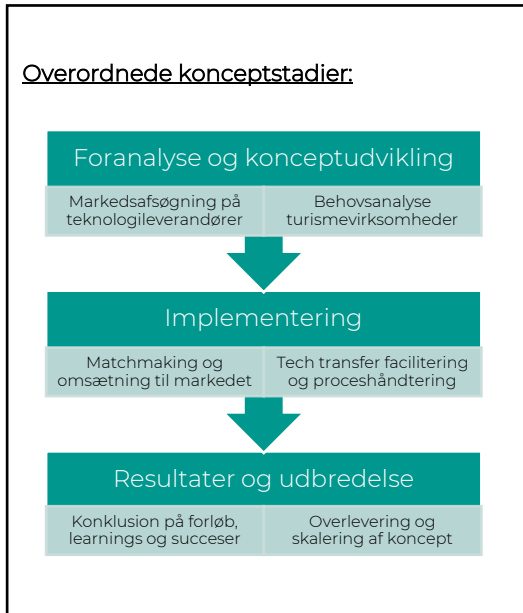 Overordnede konceptstadier:
Foranalyse og konceptudvikling
Markedsafsøgning på
teknologileverandører
Behovsanalyse
turismevirksomheder
Implementering
Matchmaking og
omsætning til markedet
Tech transfer facilitering
og proceshåndtering
Resultater og udbredelse
Konklusion på forløb,
learnings og succeser
Overlevering og
skalering af koncept